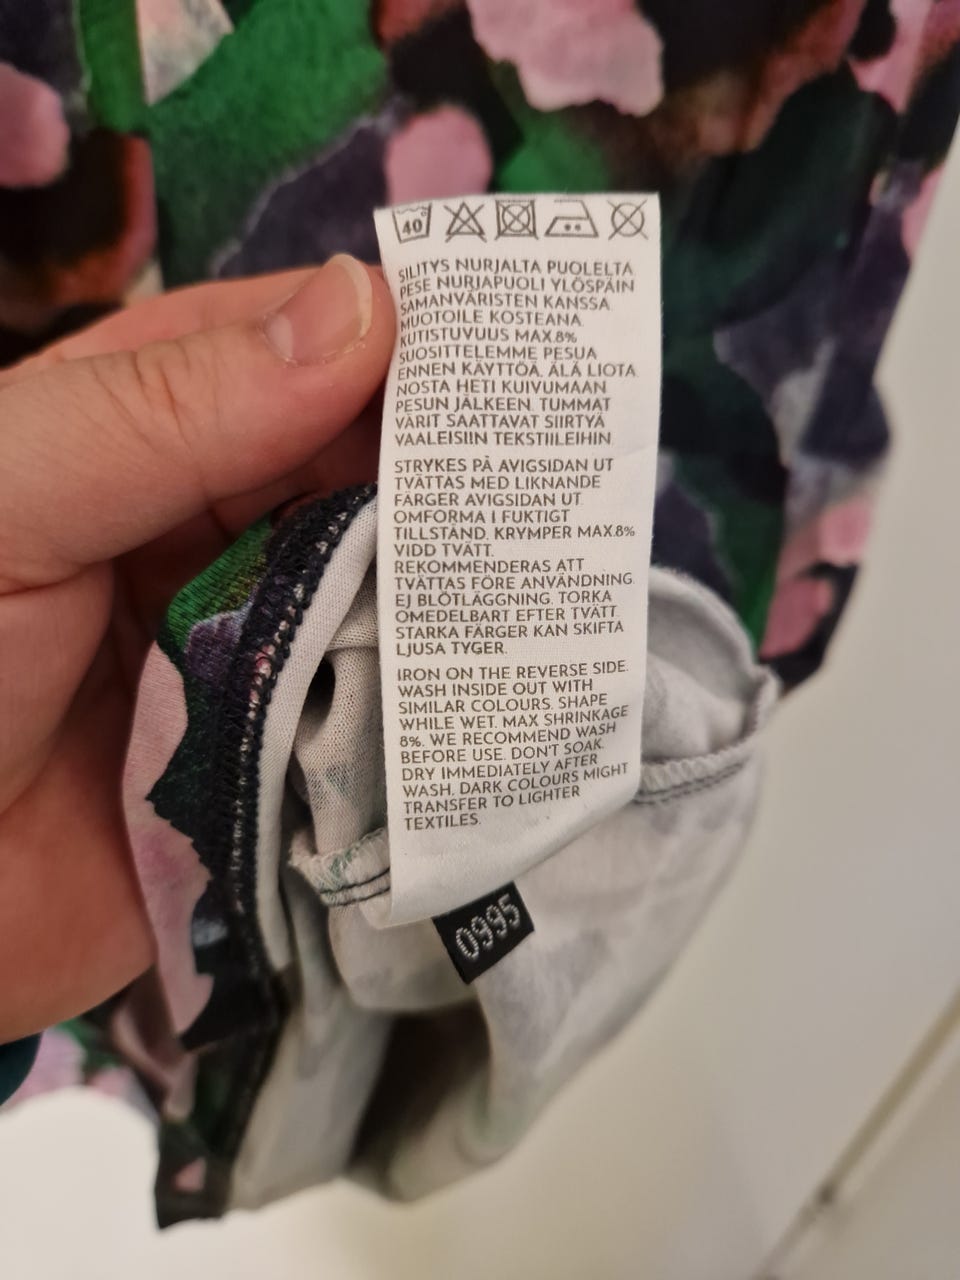 40
SILITYS NURJALTA PUOLELTA
PESE NURJAPUOLI YLÖSPÄIN
SAMANVÄRISTEN KANSSA.
MUOTOILE KOSTEANA.
KUTISTUVUUS MAX.8%
SUOSITTELEMME PESUA
ENNEN KÄYTTÖÄ. ÄLÄ LIOTA.
NOSTA HETI KUIVUMAAN
PESUN JÄLKEEN. TUMMAT
VÄRIT SAATTAVAT SIIRTYÄ
VAALEISIIN TEKSTIILEIHIN.
STRYKES PÅ AVIGSIDAN UT
TVÄTTAS MED LIKNANDE
FÄRGER AVIGSIDAN UT.
OMFORMA I FUKTIGT
TILLSTÅND. KRYMPER MAX.8%
VIDD TVÄTT.
REKOMMENDERAS ATT
TVÄTTAS FÖRE ANVÄNDNING.
EJ BLÖTLÄGGNING. TORKA
OMEDELBART EFTER TVÄTT.
STARKA FÄRGER KAN SKIFTA
LJUSA TYGER.
IRON ON THE REVERSE SIDE.
WASH INSIDE OUT WITH
SIMILAR COLOURS. SHAPE
WHILE WET. MAX SHRINKAGE
8%. WE RECOMMEND WASH
BEFORE USE. DON'T SOAK.
DRY IMMEDIATELY AFTER
WASH. DARK COLOURS MIGHT
TRANSFER TO LIGHTER
TEXTILES.
0995